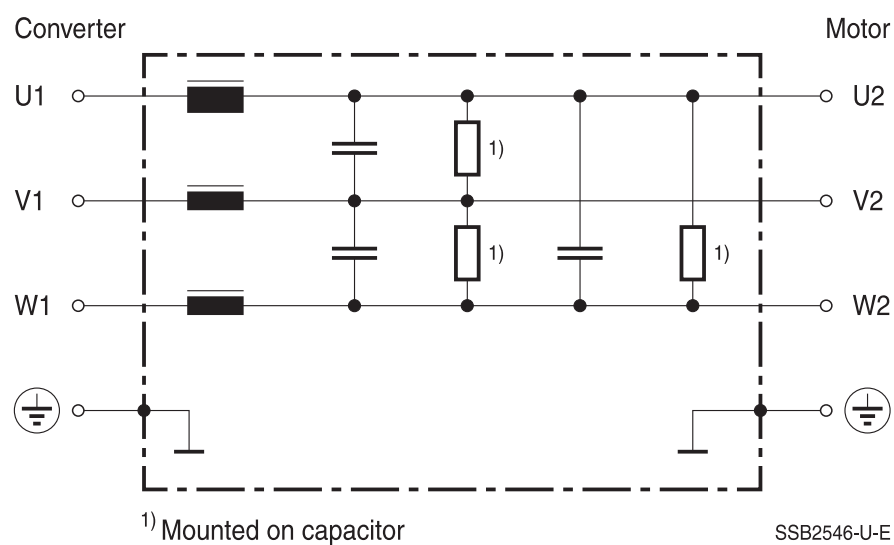 Converter
Motor
U1
U2
1)
V1
V2
1)
1)
W1
W2
1) Mounted on capacitor
SSB2546-U-E